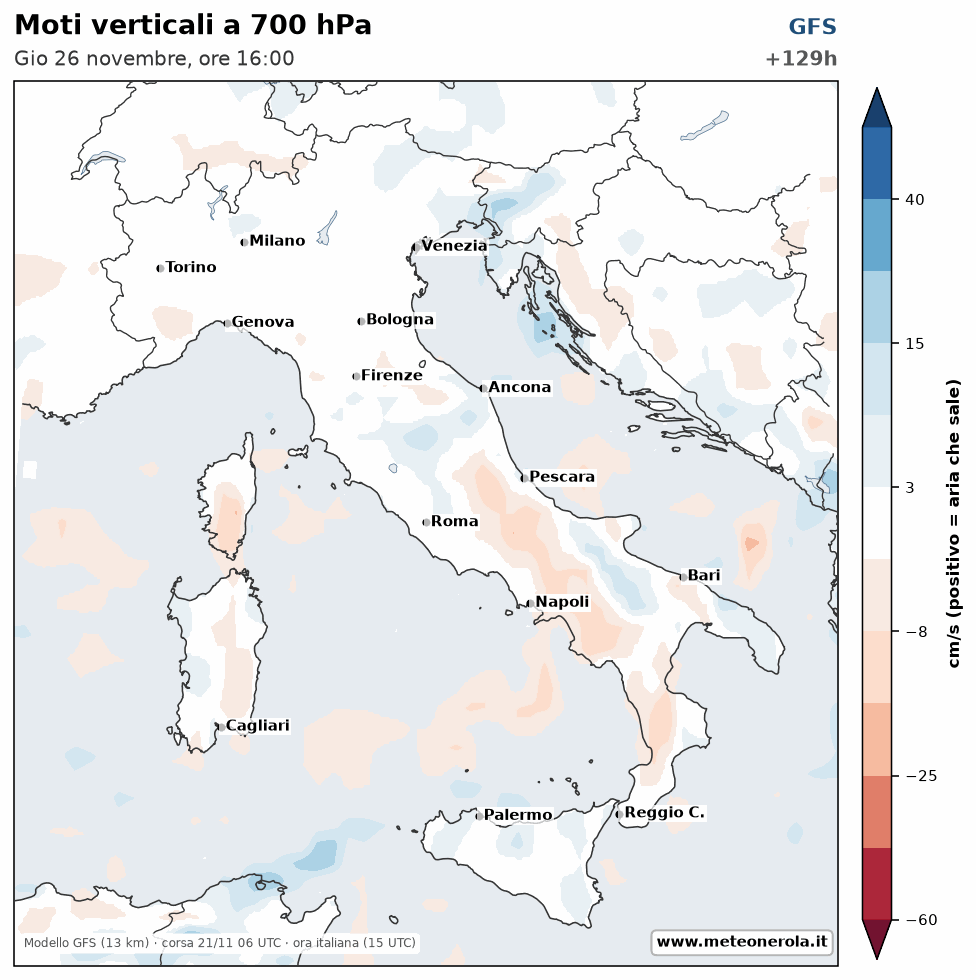 Moti verticali a 700 hPa
GFS
Gio 26 novembre, ore 16:00
+129h
Milano
Venezia
Torino
Genova
Bologna
Firenze
Ancona
Pescara
Roma
Bari
Napoli
Cagliari
Palermo
Reggio C.
40
15
3
−8
−25
−60
cm/s (positivo = aria che sale)
Modello GFS (13 km) · corsa 21/11 06 UTC · ora italiana (15 UTC)
www.meteonerola.it